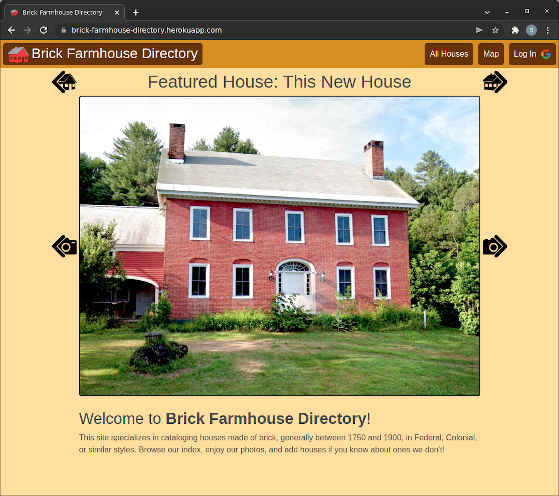 Brick Farmhouse Directory
brick-farmhouse-directory.herokuapp.com
S
Brick Farmhouse Directory
All Houses
Map
Log In
Featured House: This New House
Welcome to Brick Farmhouse Directory!
This site specializes in cataloging houses made of brick, generally between 1750 and 1900, in Federal, Colonial,
or similar styles. Browse our index, enjoy our photos, and add houses if you know about ones we don't!